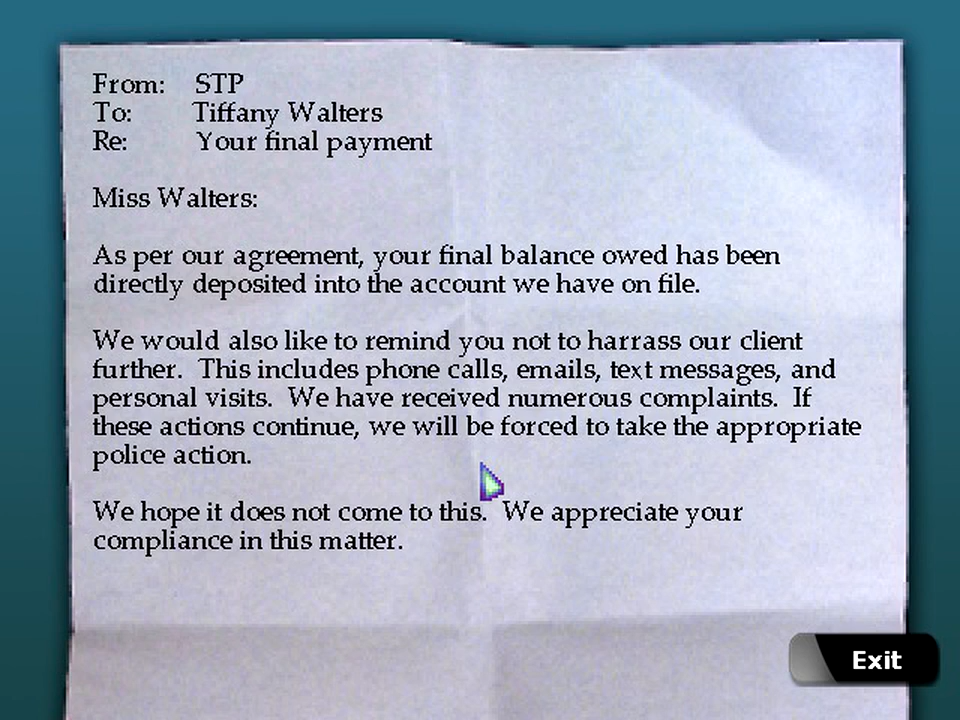 From: STP
To: Tiffany Walters
Re: Your final payment
Miss Walters:
As per our agreement, your final balance owed has been
directly deposited into the account we have on file.
We would also like to remind you not to harrass our client
further. This includes phone calls, emails, text messages, and
personal visits. We have received numerous complaints. If
these actions continue, we will be forced to take the appropriate
police action.
We hope it does not come to this. We appreciate your
compliance in this matter.
Exit